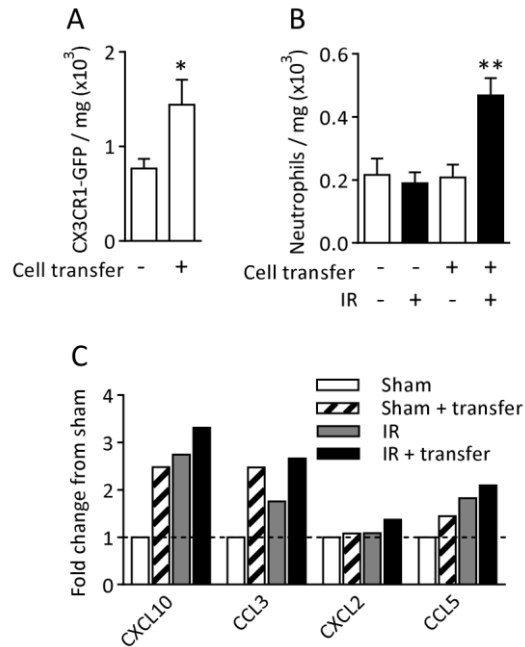 A
CX3CR1-GFP / mg (x10³)
2
1
0
*
Cell transfer - +
B
Neutrophils / mg (x10³)
0.6
0.4
0.2
0.0
**
Cell transfer - - + +
IR - + - +
C
Fold change from sham
4
3
2
1
0
Sham
Sham + transfer
IR
IR + transfer
CXCL10
CCL3
CXCL2
CCL5